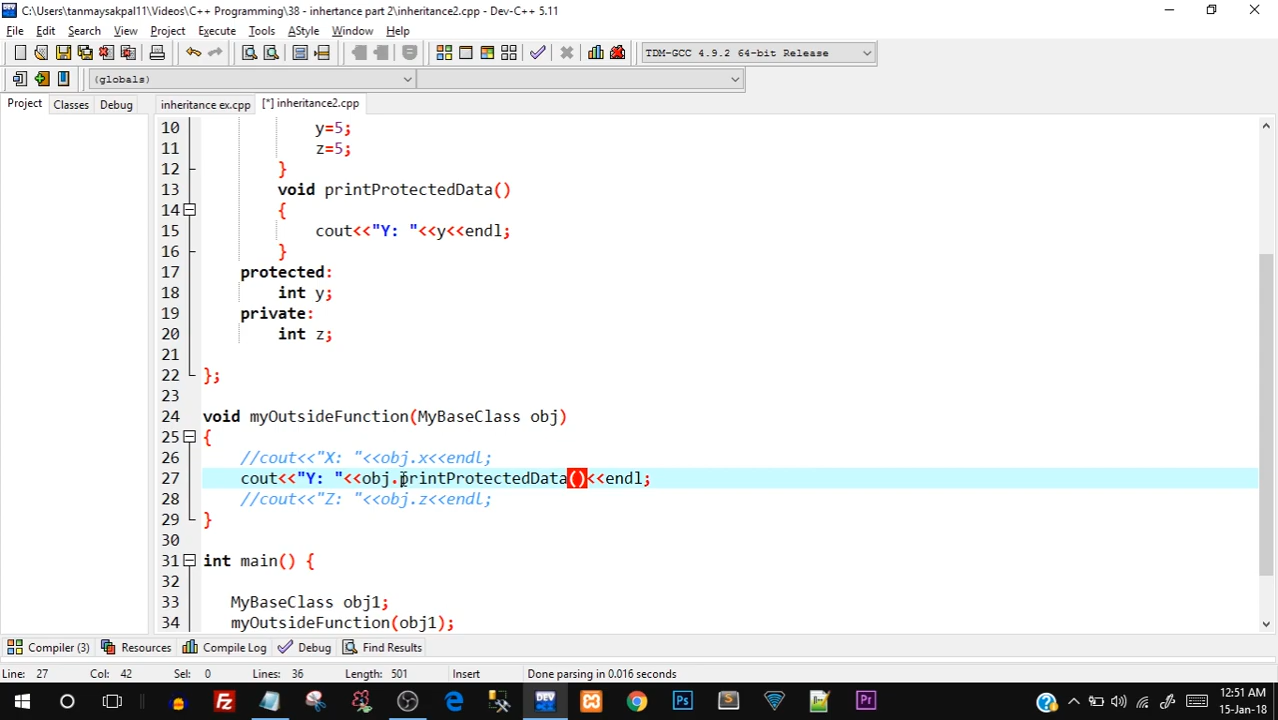 C:\Users\tanmaysakpal11\Videos\C++ Programming\38 - inhertance part 2\inheritance2.cpp - Dev-C++ 5.11
File Edit Search View Project Execute Tools AStyle Window Help
TDM-GCC 4.9.2 64-bit Release
(globals)
Project Classes Debug inheritance ex.cpp [*] inheritance2.cpp
10 y=5;
11 z=5;
12 }
13 void printProtectedData()
14 {
15 cout<<"Y: "<<y<<endl;
16 }
17 protected:
18 int y;
19 private:
20 int z;
21
22 };
23
24 void myOutsideFunction(MyBaseClass obj)
25 {
26 //cout<<"X: "<<obj.x<<endl;
27 cout<<"Y: "<<obj.printProtectedData()<<endl;
28 //cout<<"Z: "<<obj.z<<endl;
29 }
30
31 int main() {
32
33 MyBaseClass obj1;
34 myOutsideFunction(obj1);
Compiler (3) Resources Compile Log Debug Find Results
Line: 27 Col: 42 Sel: 0 Lines: 36 Length: 501 Insert Done parsing in 0.016 seconds
12:51 AM
15-Jan-18